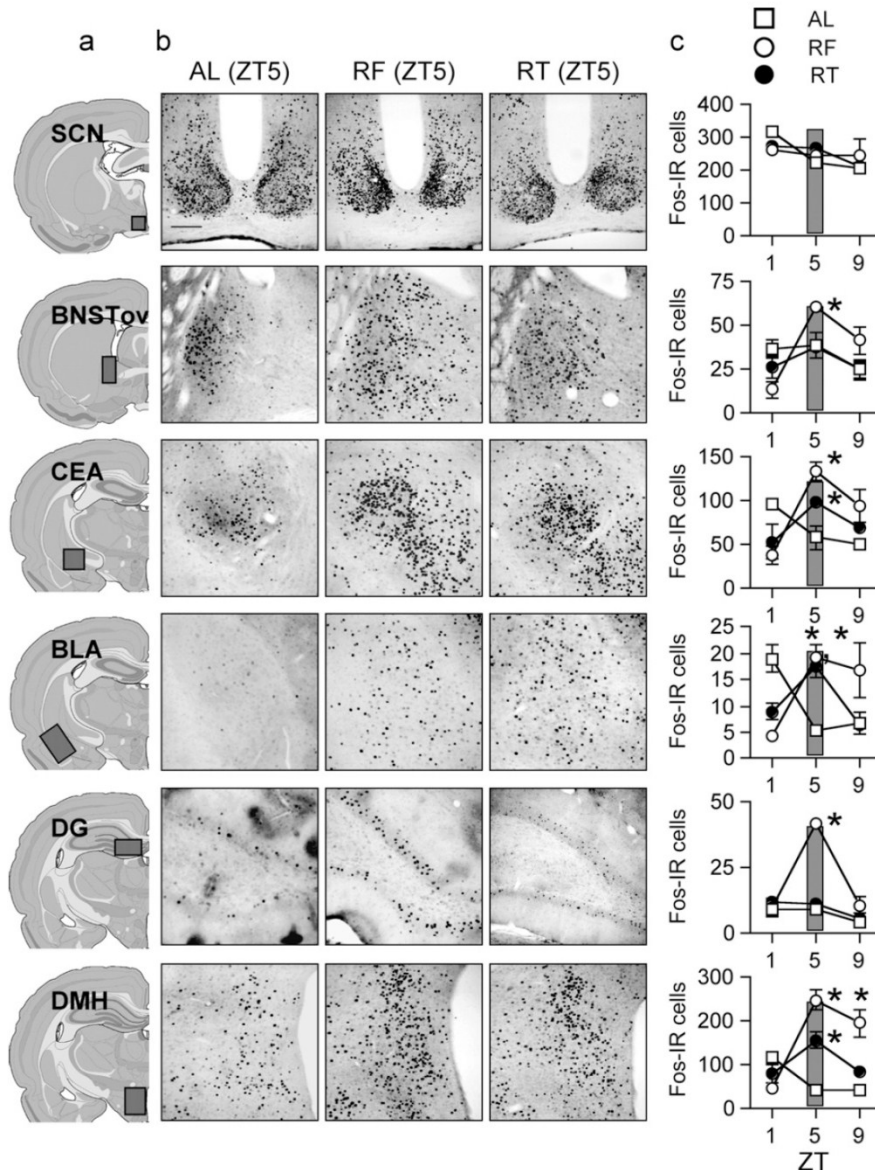 a b c
□ AL
○ RF
● RT
AL (ZT5) RF (ZT5) RT (ZT5)
SCN
Fos-IR cells
400
300
200
100
0
1 5 9
BNSTov
Fos-IR cells
75
50
25
0
*
1 5 9
CEA
Fos-IR cells
150
100
50
0
*
*
1 5 9
BLA
Fos-IR cells
25
20
15
10
5
0
* *
1 5 9
DG
Fos-IR cells
50
25
0
*
1 5 9
DMH
Fos-IR cells
300
200
100
0
* *
*
1 5 9
ZT